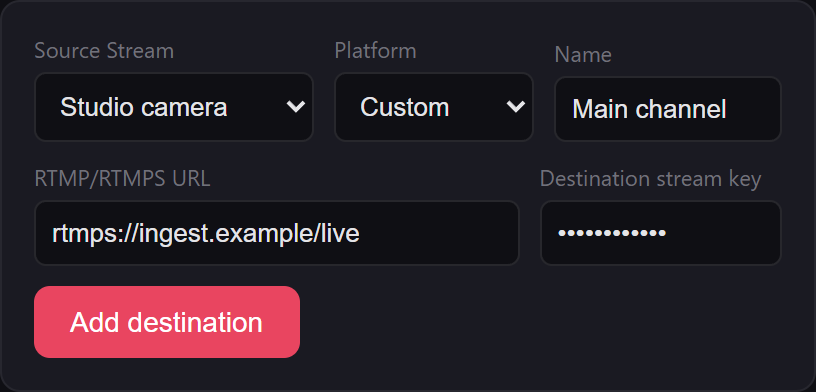 Source Stream Platform Name
Studio camera Custom Main channel
RTMP/RTMPS URL Destination stream key
rtmps://ingest.example/live ••••••••••••
Add destination